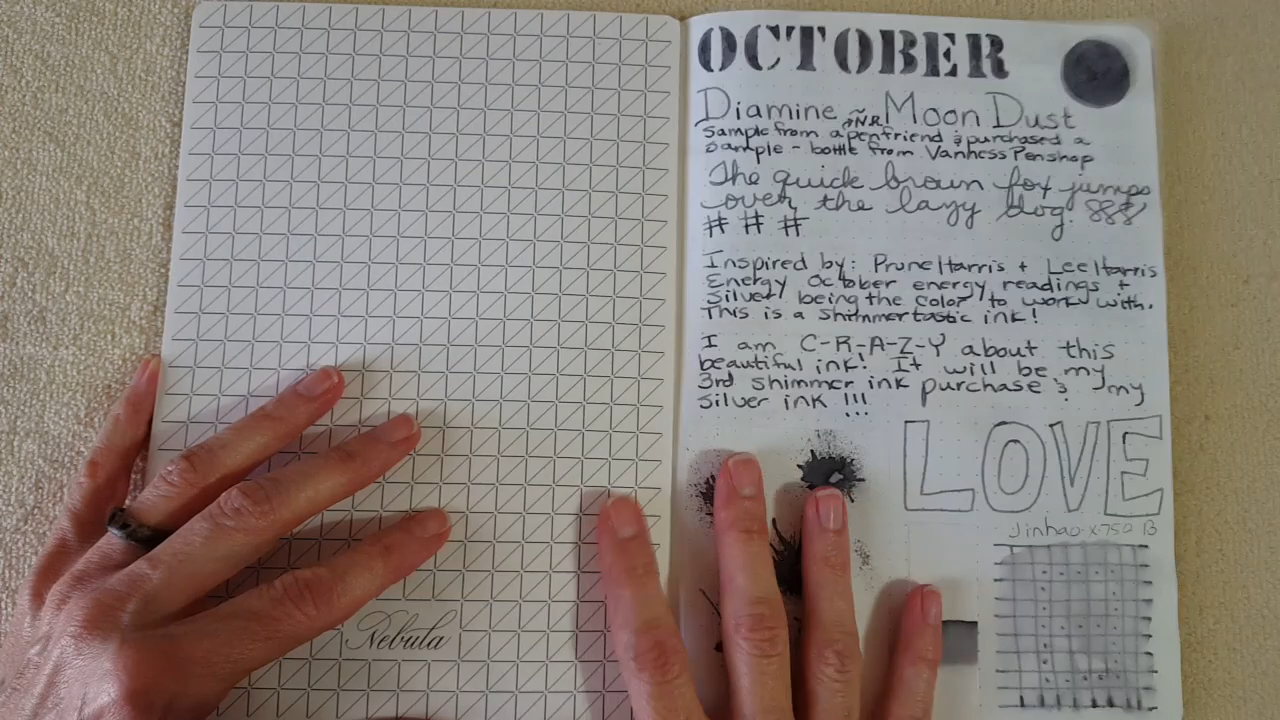 OCTOBER
Diamine Moon Dust
Sample from a penfriend & purchased a
sample - bottle from Vanness Penshop
The quick brown fox jumps
over the lazy dog. 888
# # #
Inspired by: Prune Harris + Lee Harris
Energy October energy readings +
Silver being the color to work with.
This is a shimmertastic ink!
I am C-R-A-Z-Y about this
beautiful ink! It will be my
3rd shimmer ink purchase & my
silver ink !!!
LOVE
Jinhao-X-750 B
Nebula